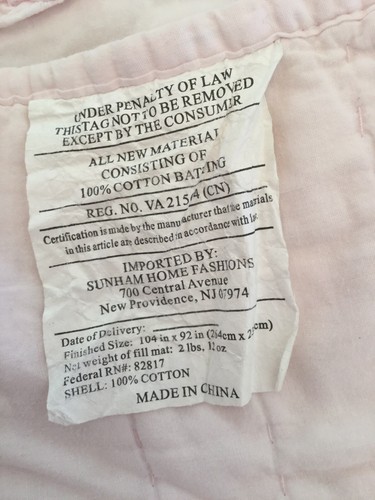 UNDER PENALTY OF LAW
THIS TAG NOT TO BE REMOVED
EXCEPT BY THE CONSUMER
ALL NEW MATERIAL
CONSISTING OF
100% COTTON BATTING
REG. NO. VA 2154 (CN)
Certification is made by the manufacturer that the materials
in this article are described in accordance with law.
IMPORTED BY:
SUNHAM HOME FASHIONS
700 Central Avenue
New Providence, NJ 07974
Date of Delivery:
Finished Size: 104 in x 92 in (264cm x cm)
Net weight of fill mat: 2 lbs, oz
Federal RN#: 82817
SHELL: 100% COTTON
MADE IN CHINA